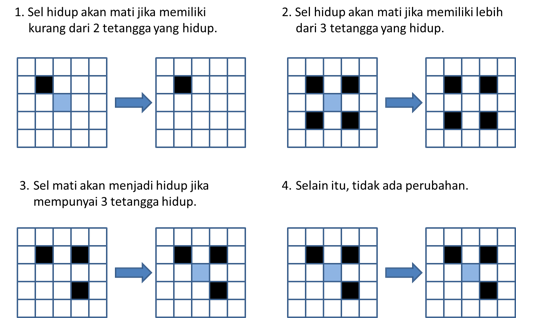 1. Sel hidup akan mati jika memiliki
kurang dari 2 tetangga yang hidup.
2. Sel hidup akan mati jika memiliki lebih
dari 3 tetangga yang hidup.
3. Sel mati akan menjadi hidup jika
mempunyai 3 tetangga hidup.
4. Selain itu, tidak ada perubahan.